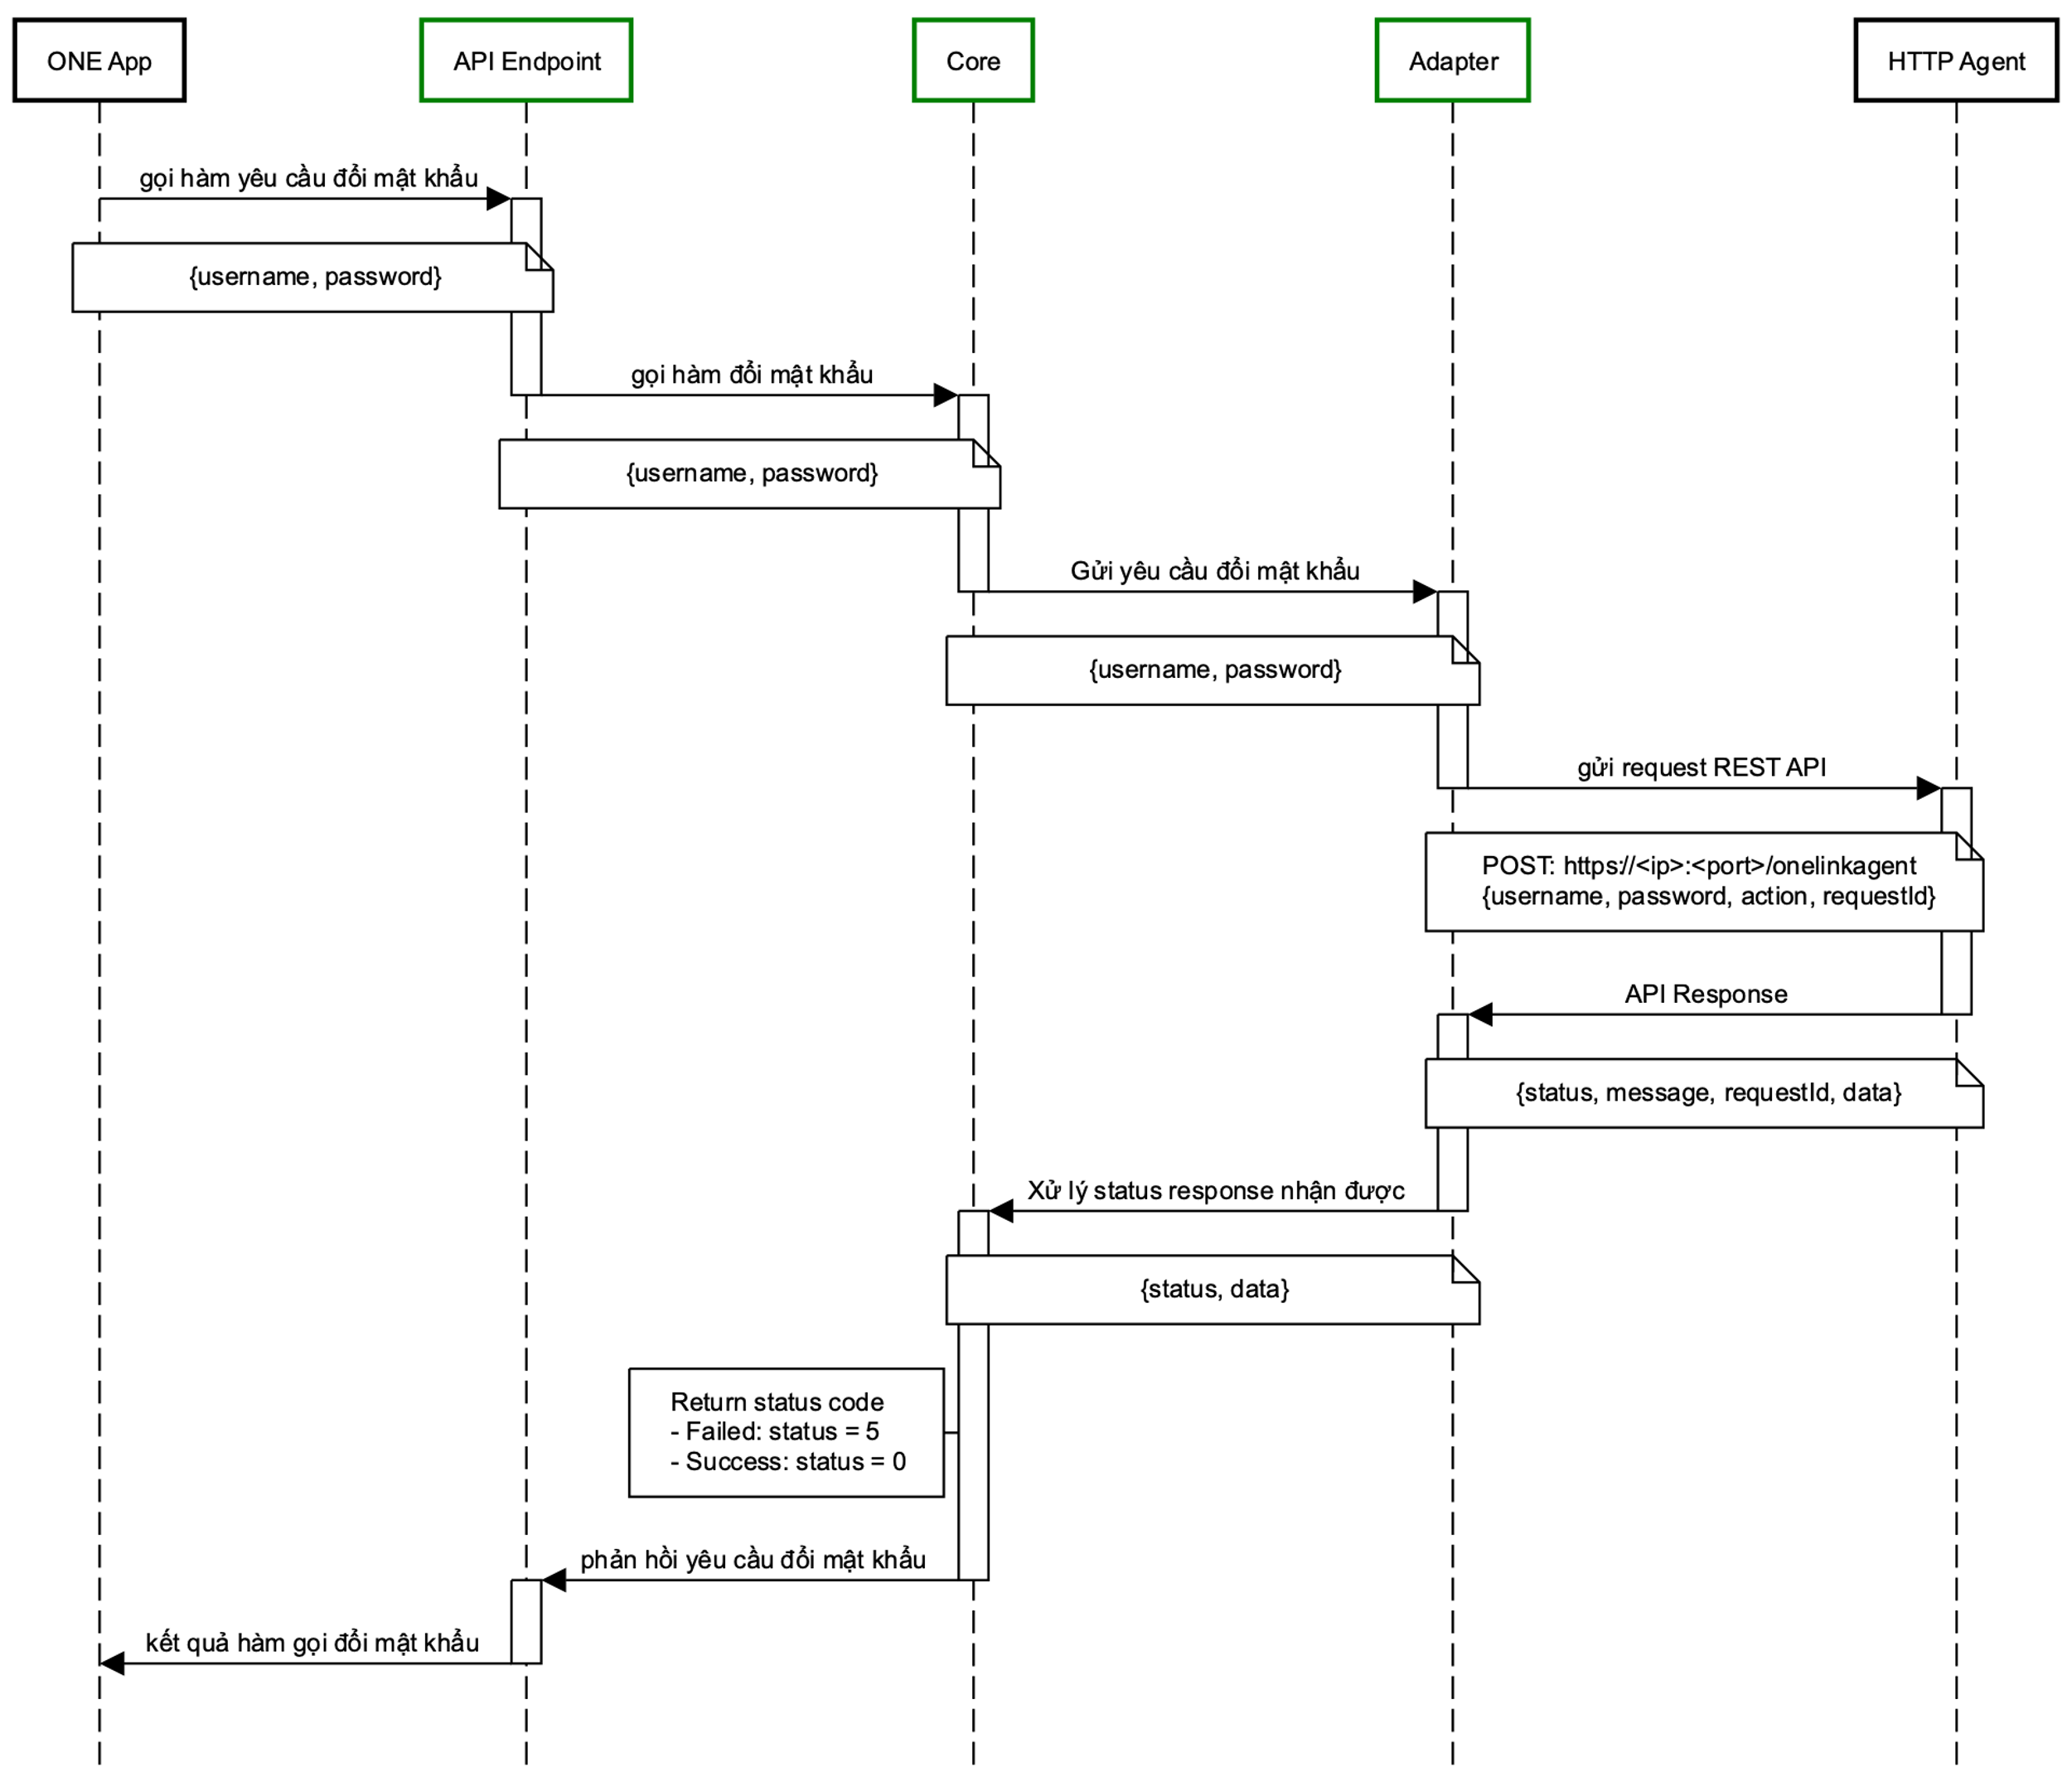 ONE App
API Endpoint
Core
Adapter
HTTP Agent
gọi hàm yêu cầu đổi mật khẩu
{username, password}
gọi hàm đổi mật khẩu
{username, password}
Gửi yêu cầu đổi mật khẩu
{username, password}
gửi request REST API
POST: https://<ip>:<port>/onelinkagent
{username, password, action, requestId}
API Response
{status, message, requestId, data}
Xử lý status response nhận được
{status, data}
Return status code
- Failed: status = 5
- Success: status = 0
phản hồi yêu cầu đổi mật khẩu
kết quả hàm gọi đổi mật khẩu